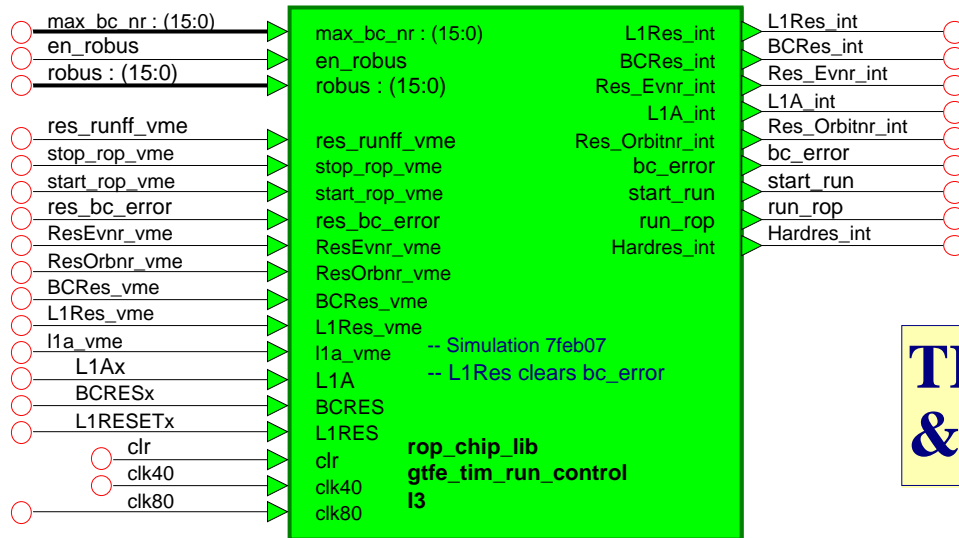 max_bc_nr : (15:0)
en_robus
robus : (15:0)
res_runff_vme
stop_rop_vme
start_rop_vme
res_bc_error
ResEvnr_vme
ResOrbnr_vme
BCRes_vme
L1Res_vme
l1a_vme
L1Ax
BCRESx
L1RESETx
clr
clk40
clk80
max_bc_nr : (15:0)
en_robus
robus : (15:0)
res_runff_vme
stop_rop_vme
start_rop_vme
res_bc_error
ResEvnr_vme
ResOrbnr_vme
BCRes_vme
L1Res_vme
l1a_vme
L1A
BCRES
L1RES
clr
clk40
clk80
-- Simulation 7feb07
-- L1Res clears bc_error
rop_chip_lib
gtfe_tim_run_control
I3
L1Res_int
BCRes_int
Res_Evnr_int
L1A_int
Res_Orbitnr_int
bc_error
start_run
run_rop
Hardres_int
L1Res_int
BCRes_int
Res_Evnr_int
L1A_int
Res_Orbitnr_int
bc_error
start_run
run_rop
Hardres_int
&